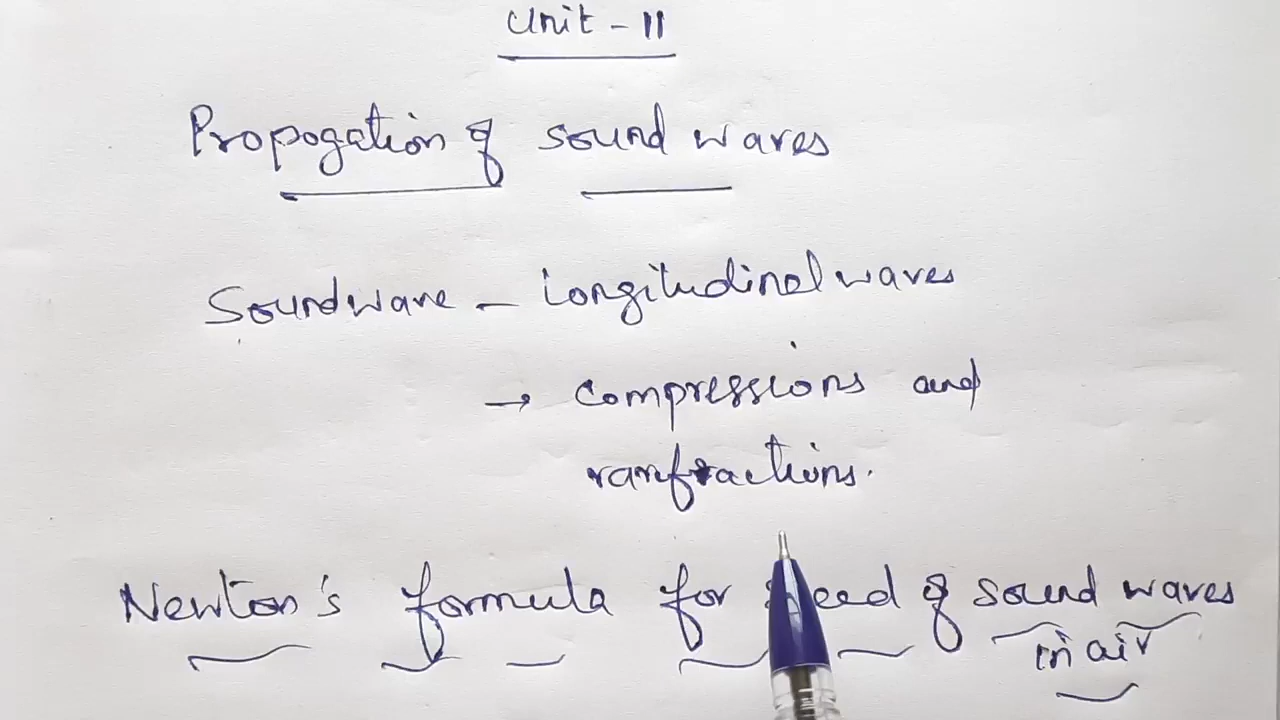 Unit - II
Propogation of sound waves
Soundwave - Longitudinal waves
→ compressions and
rarefractions.
Newton's formula for speed of sound waves
in air